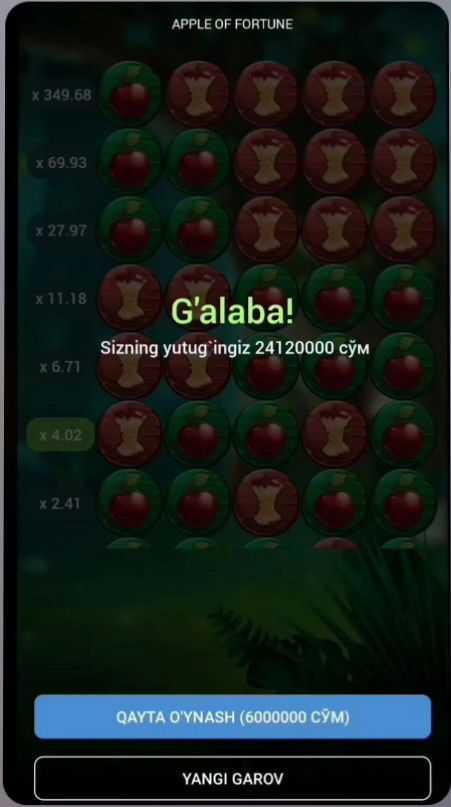 APPLE OF FORTUNE
x 349.68
x 69.93
x 27.97
x 11.18
G'alaba!
Sizning yutug`ingiz 24120000 сўм
x 6.71
x 4.02
x 2.41
QAYTA O'YNASH (6000000 СЎМ)
YANGI GAROV